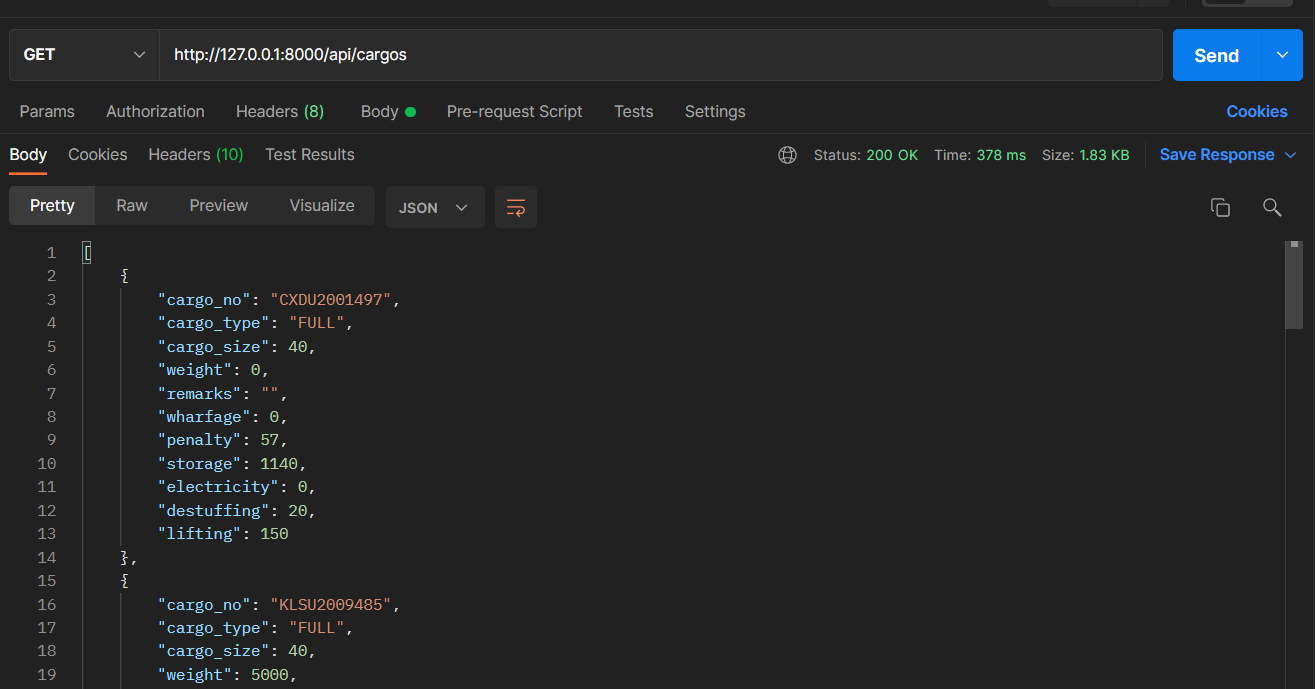 GET http://127.0.0.1:8000/api/cargos Send
Params Authorization Headers (8) Body Pre-request Script Tests Settings Cookies
Body Cookies Headers (10) Test Results Status: 200 OK Time: 378 ms Size: 1.83 KB Save Response
Pretty Raw Preview Visualize JSON
1 [
2 {
3 "cargo_no": "CXDU2001497",
4 "cargo_type": "FULL",
5 "cargo_size": 40,
6 "weight": 0,
7 "remarks": "",
8 "wharfage": 0,
9 "penalty": 57,
10 "storage": 1140,
11 "electricity": 0,
12 "destuffing": 20,
13 "lifting": 150
14 },
15 {
16 "cargo_no": "KLSU2009485",
17 "cargo_type": "FULL",
18 "cargo_size": 40,
19 "weight": 5000,